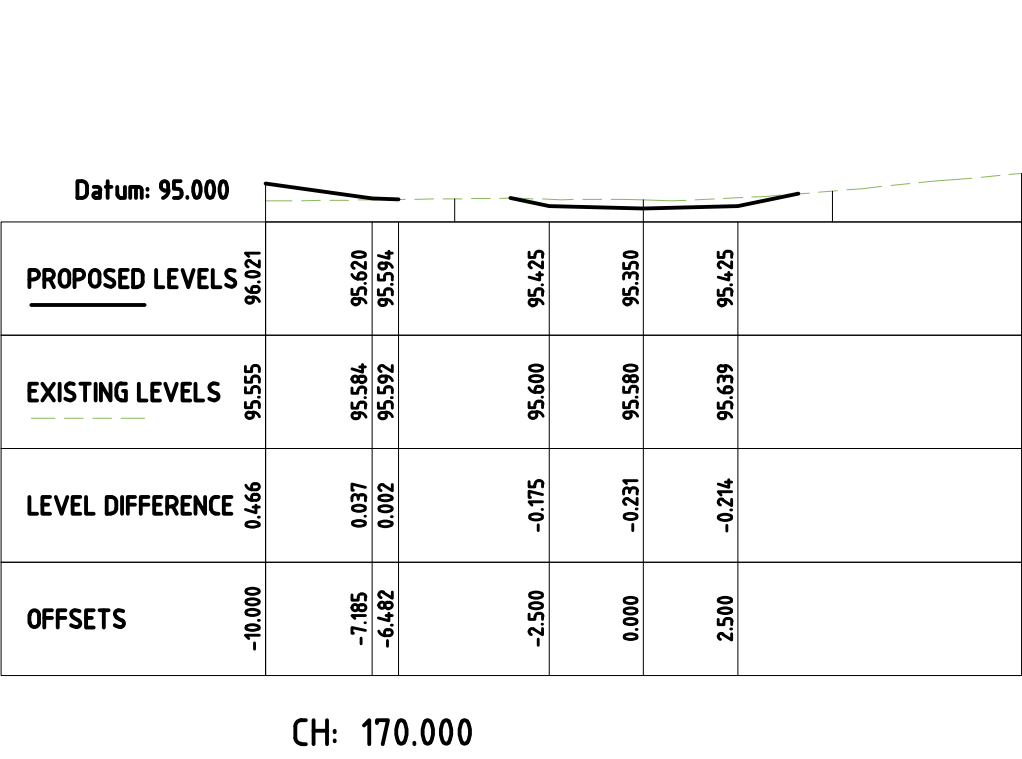 Datum: 95.000
PROPOSED LEVELS 96.021 95.620 95.594 95.425 95.350 95.425
EXISTING LEVELS 95.555 95.584 95.592 95.600 95.580 95.639
LEVEL DIFFERENCE 0.466 0.037 0.002 -0.175 -0.231 -0.214
OFFSETS -10.000 -7.185 -6.482 -2.500 0.000 2.500
CH: 170.000